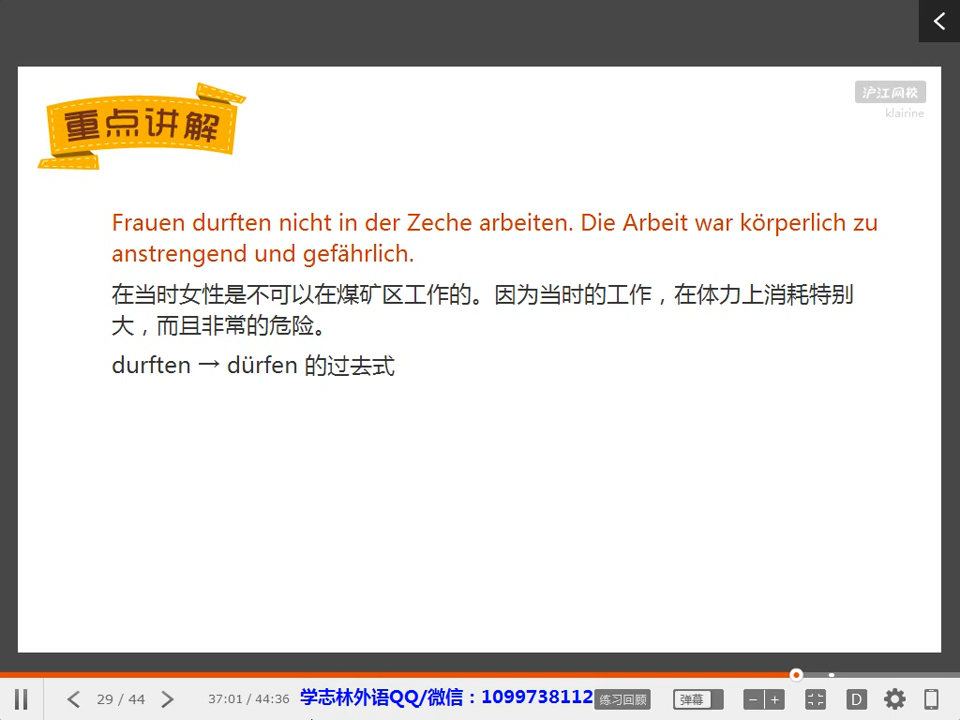 重点讲解
沪江网校
klairine
Frauen durften nicht in der Zeche arbeiten. Die Arbeit war körperlich zu
anstrengend und gefährlich.
在当时女性是不可以在煤矿区工作的。因为当时的工作，在体力上消耗特别
大，而且非常的危险。
durften → dürfen 的过去式
29 / 44
37:01 / 44:36
学志林外语QQ/微信：1099738112
练习回顾
弹幕
D